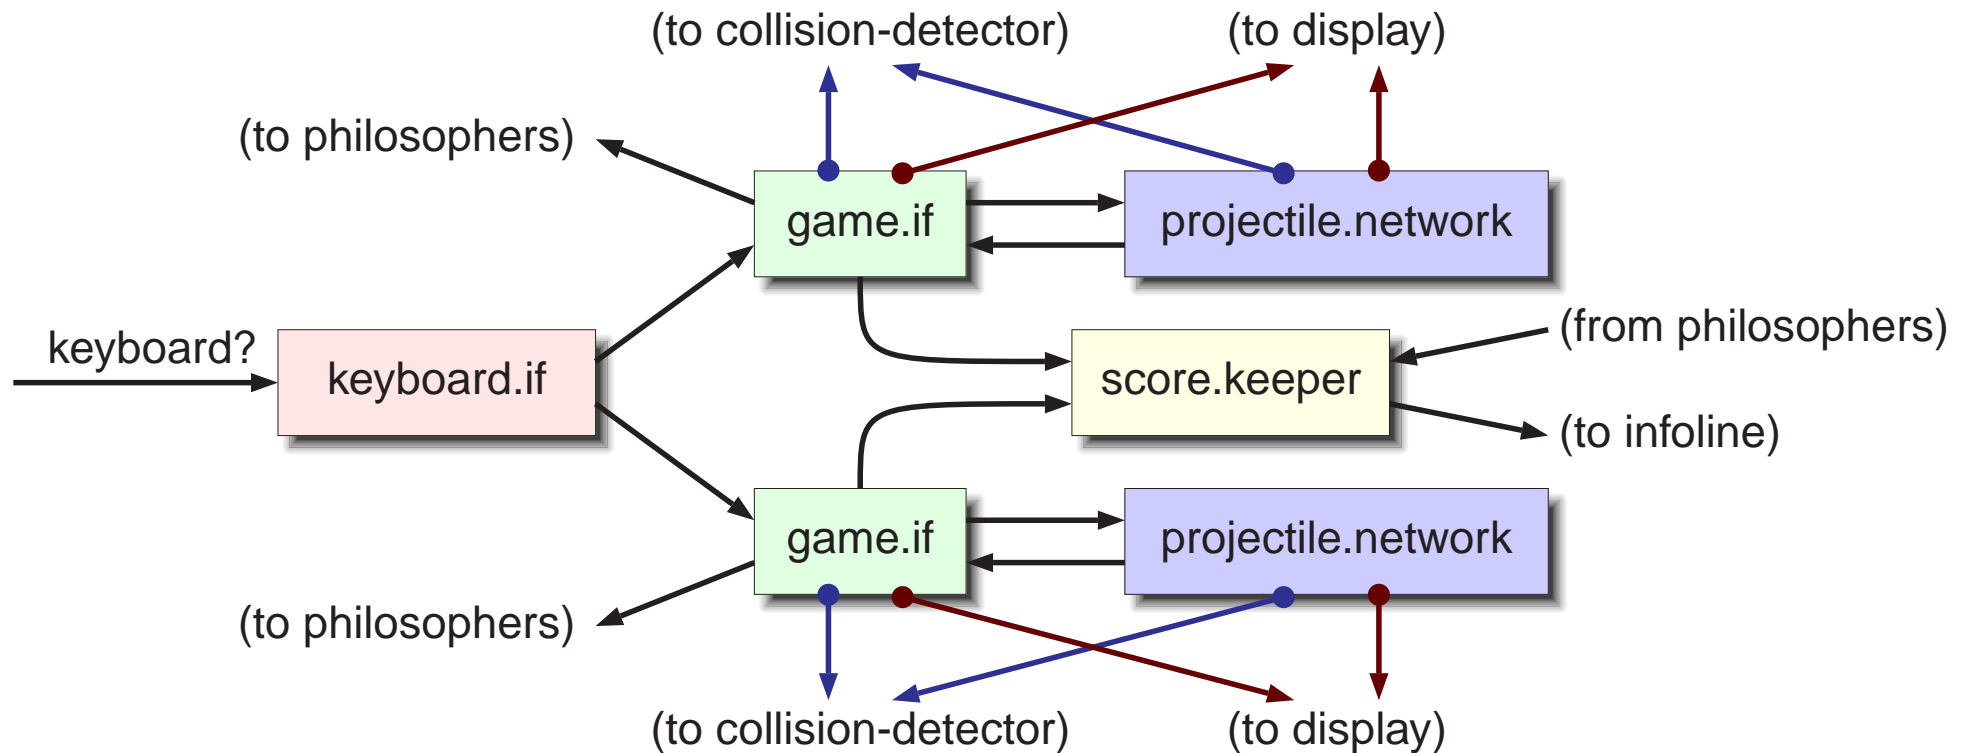 (to collision-detector)
(to display)
(to philosophers)
game.if
projectile.network
keyboard?
keyboard.if
score.keeper
(from philosophers)
(to infoline)
game.if
projectile.network
(to philosophers)
(to collision-detector)
(to display)